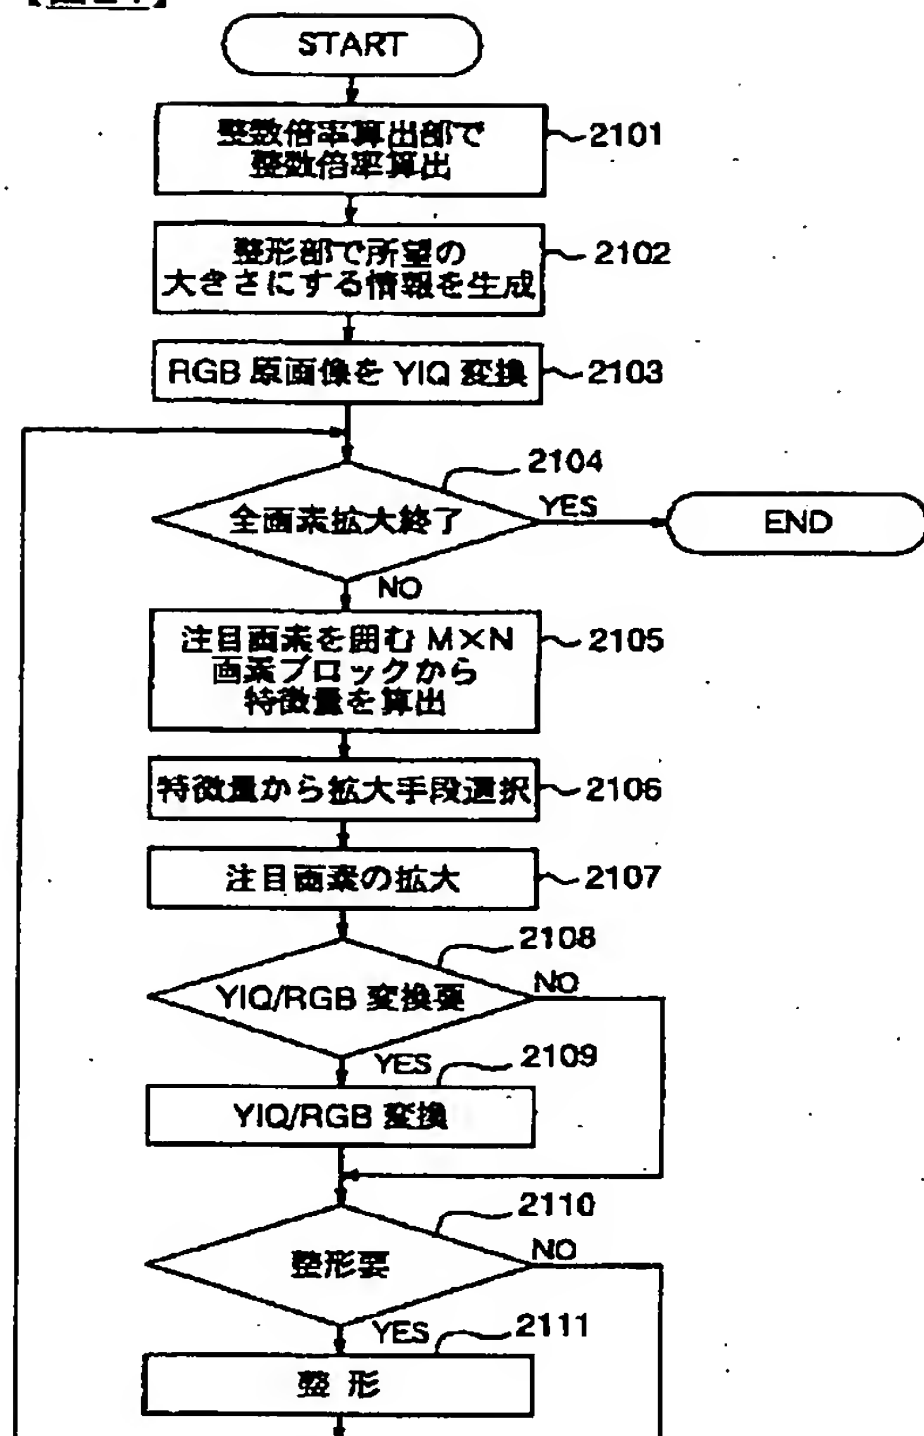 START
整数倍率算出部で
整数倍率算出
2101
整形部で所望の
大きさにする情報を生成
2102
RGB 原画像を YIQ 変換
2103
2104
全画素拡大終了
YES
END
NO
注目画素を囲む M×N
画素ブロックから
特徴量を算出
2105
特徴量から拡大手段選択
2106
注目画素の拡大
2107
2108
YIQ/RGB 変換要
NO
YES
2109
YIQ/RGB 変換
2110
整形要
NO
YES
2111
整 形